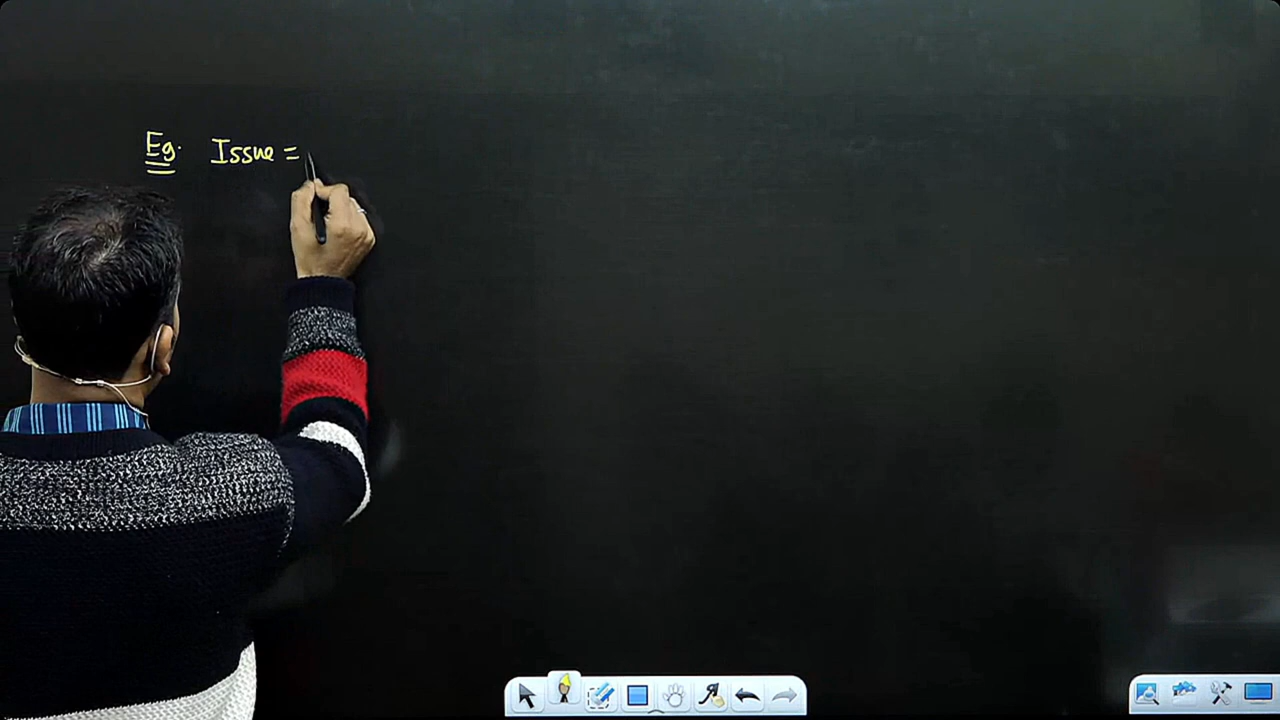 Eg. Issue =